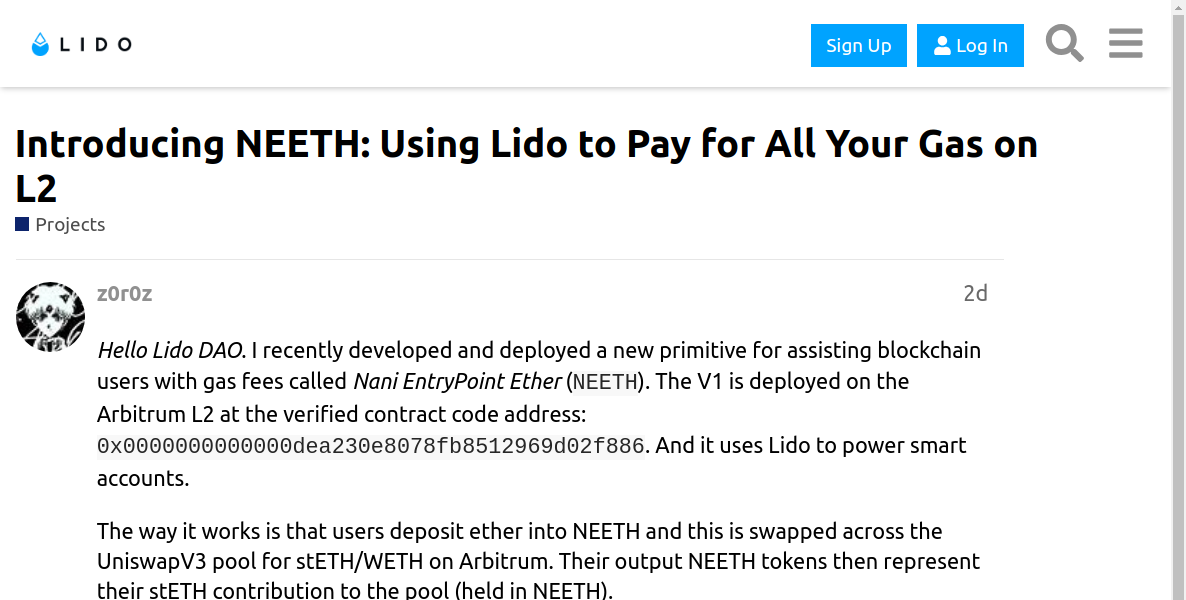 LIDO
Sign Up
Log In
Introducing NEETH: Using Lido to Pay for All Your Gas on
L2
Projects
z0r0z
2d
Hello Lido DAO. I recently developed and deployed a new primitive for assisting blockchain
users with gas fees called Nani EntryPoint Ether (NEETH). The V1 is deployed on the
Arbitrum L2 at the verified contract code address:
0x0000000000000dea230e8078fb8512969d02f886. And it uses Lido to power smart
accounts.
The way it works is that users deposit ether into NEETH and this is swapped across the
UniswapV3 pool for stETH/WETH on Arbitrum. Their output NEETH tokens then represent
their stETH contribution to the pool (held in NEETH).